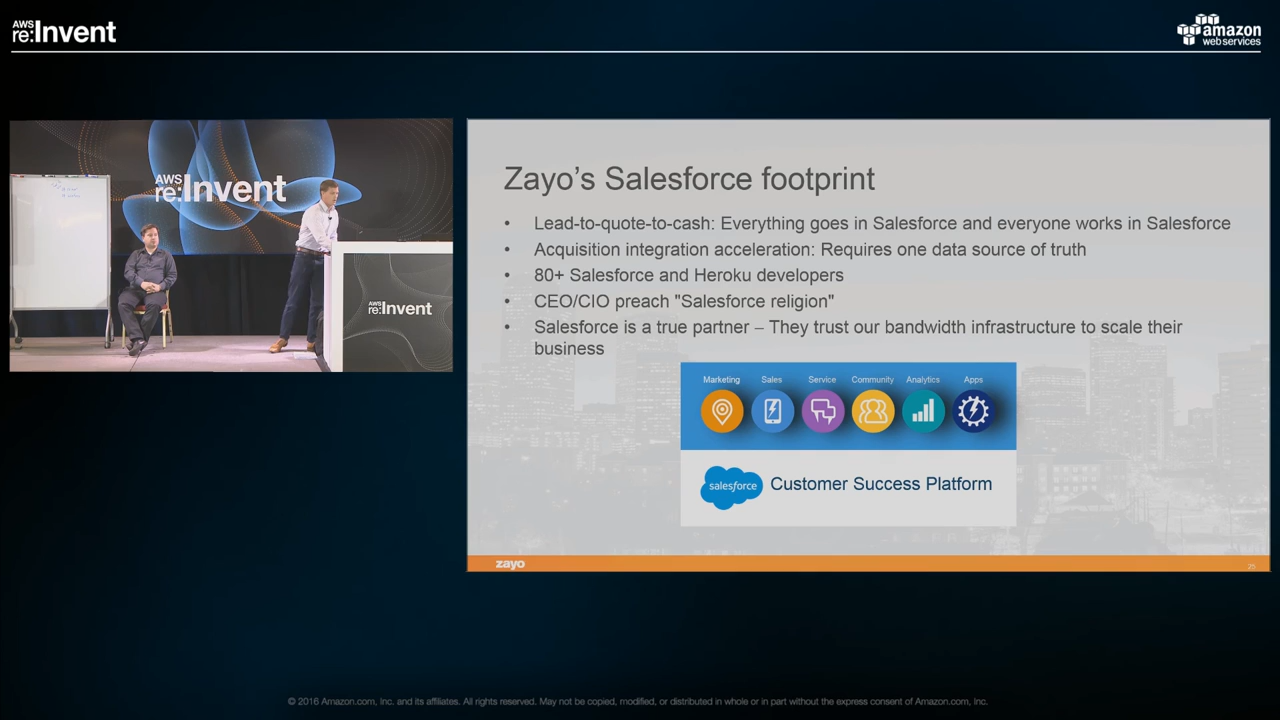 AWS
re:Invent
amazon
web services
AWS
re:Invent
AWS
re:Invent
Zayo's Salesforce footprint
• Lead-to-quote-to-cash: Everything goes in Salesforce and everyone works in Salesforce
• Acquisition integration acceleration: Requires one data source of truth
• 80+ Salesforce and Heroku developers
• CEO/CIO preach "Salesforce religion"
• Salesforce is a true partner – They trust our bandwidth infrastructure to scale their
business
Marketing Sales Service Community Analytics Apps
salesforce Customer Success Platform
zayo 25
© 2016 Amazon.com, Inc. and its affiliates. All rights reserved. May not be copied, modified, or distributed in whole or in part without the express consent of Amazon.com, Inc.